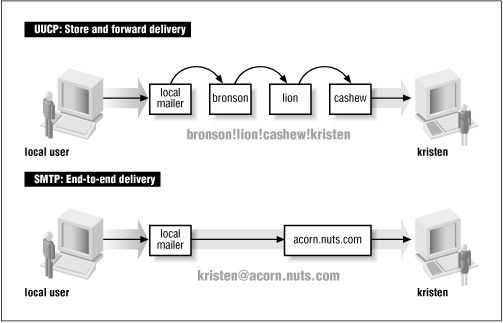 UUCP: Store and forward delivery
local mailer
bronson
lion
cashew
bronson!lion!cashew!kristen
local user
kristen
SMTP: End-to-end delivery
local mailer
acorn.nuts.com
kristen@acorn.nuts.com
local user
kristen